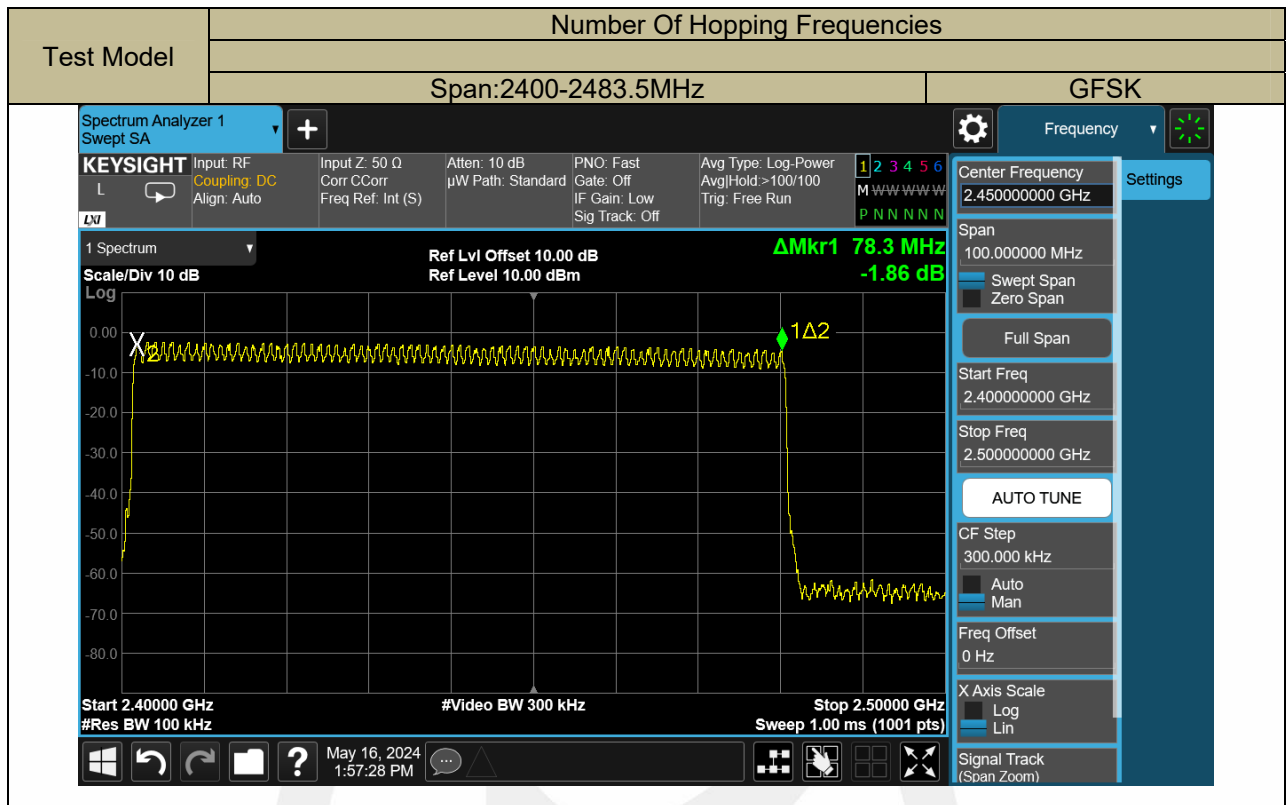 Test Model
Number Of Hopping Frequencies
Span:2400-2483.5MHz
GFSK
Spectrum Analyzer 1
Swept SA
+
Frequency
KEYSIGHT
L
LXI
Input: RF
Coupling: DC
Align: Auto
Input Z: 50 Ω
Corr CCorr
Freq Ref: Int (S)
Atten: 10 dB
µW Path: Standard
PNO: Fast
Gate: Off
IF Gain: Low
Sig Track: Off
Avg Type: Log-Power
Avg|Hold:>100/100
Trig: Free Run
1 2 3 4 5 6
M W W W W W
P N N N N N
1 Spectrum
Scale/Div 10 dB
Log
Ref Lvl Offset 10.00 dB
Ref Level 10.00 dBm
ΔMkr1 78.3 MHz
-1.86 dB
0.00
-10.0
-20.0
-30.0
-40.0
-50.0
-60.0
-70.0
-80.0
X2
1Δ2
Start 2.40000 GHz
#Res BW 100 kHz
#Video BW 300 kHz
Stop 2.50000 GHz
Sweep 1.00 ms (1001 pts)
Center Frequency
2.450000000 GHz
Settings
Span
100.000000 MHz
Swept Span
Zero Span
Full Span
Start Freq
2.400000000 GHz
Stop Freq
2.500000000 GHz
AUTO TUNE
CF Step
300.000 kHz
Auto
Man
Freq Offset
0 Hz
X Axis Scale
Log
Lin
Signal Track
(Span Zoom)
?
May 16, 2024
1:57:28 PM